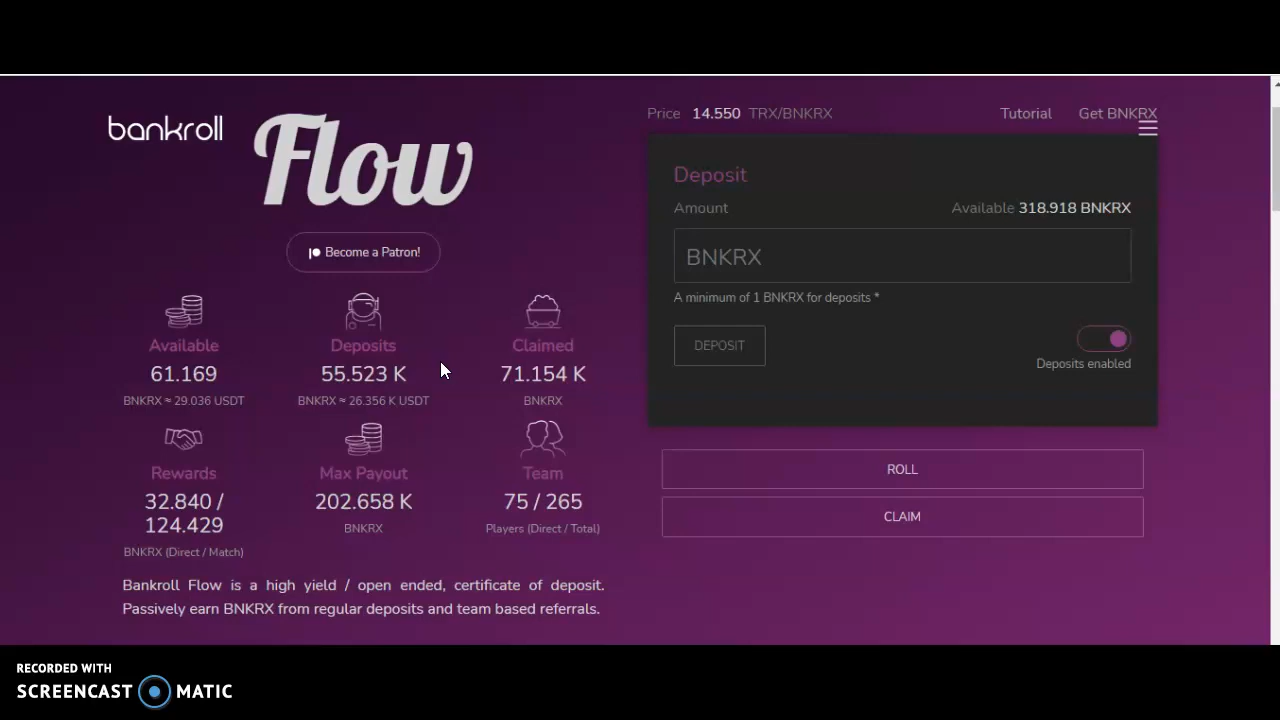 bankroll Flow
Become a Patron!
Available
61.169
BNKRX ≈ 29.036 USDT
Deposits
55.523 K
BNKRX ≈ 26.356 K USDT
Claimed
71.154 K
BNKRX
Rewards
32.840 /
124.429
BNKRX (Direct / Match)
Max Payout
202.658 K
BNKRX
Team
75 / 265
Players (Direct / Total)
Bankroll Flow is a high yield / open ended, certificate of deposit.
Passively earn BNKRX from regular deposits and team based referrals.
Price 14.550 TRX/BNKRX
Tutorial Get BNKRX
Deposit
Amount Available 318.918 BNKRX
BNKRX
A minimum of 1 BNKRX for deposits *
DEPOSIT
Deposits enabled
ROLL
CLAIM
RECORDED WITH
SCREENCAST MATIC